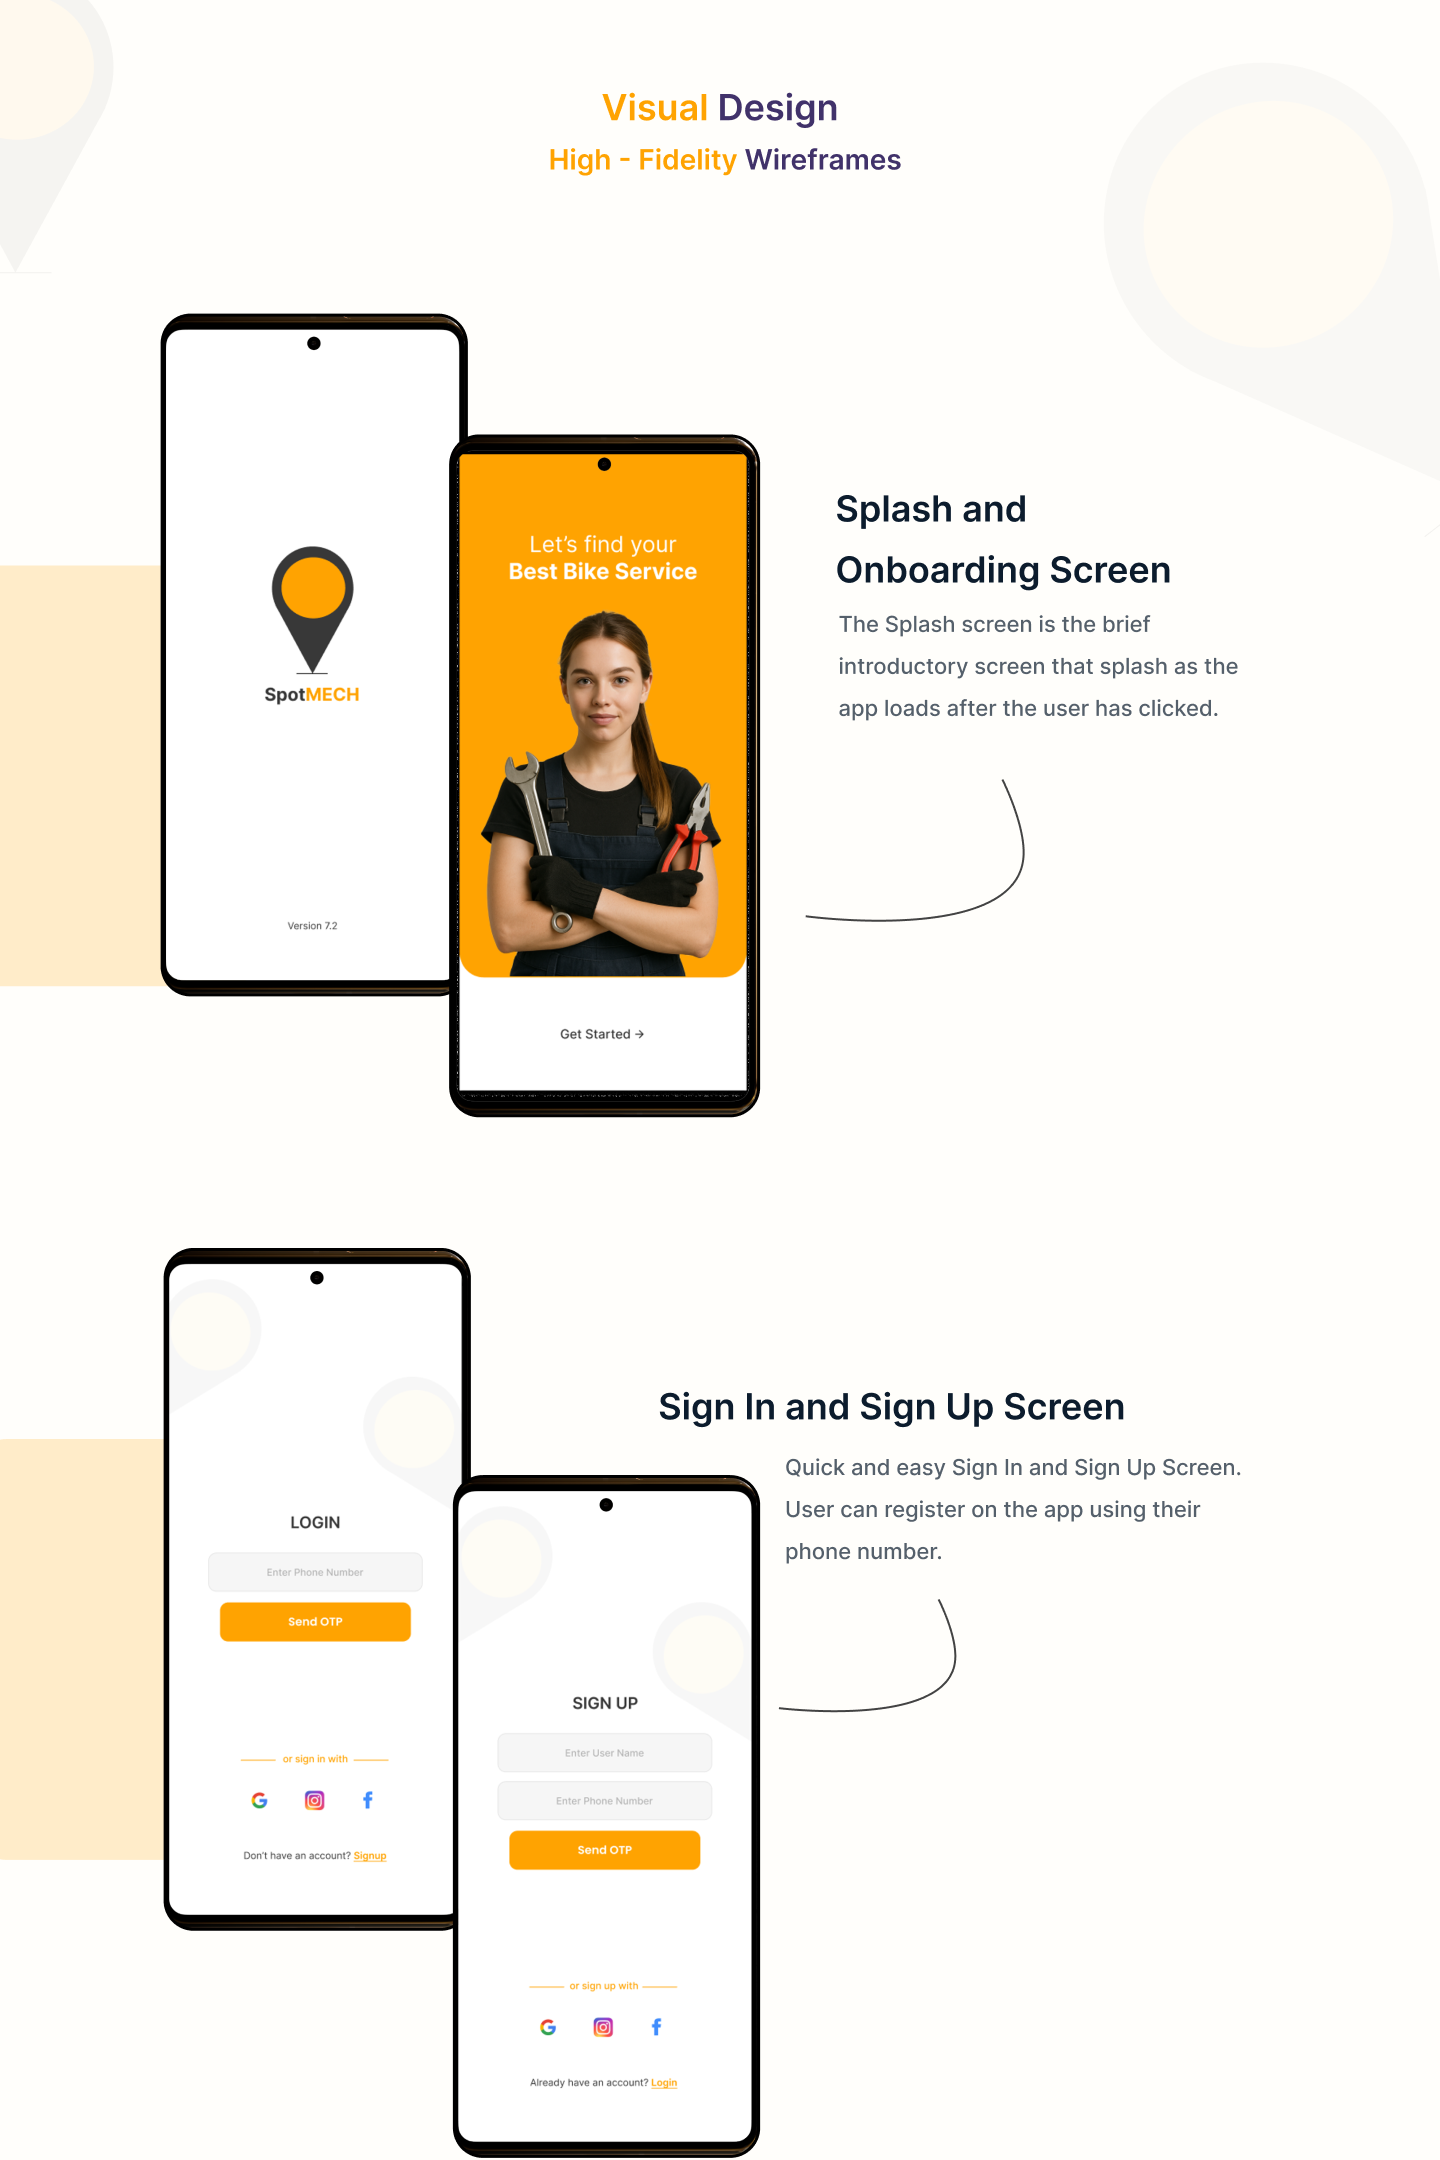 Visual Design
High - Fidelity Wireframes
SpotMECH
Version 7.2
Let's find your
Best Bike Service
Get Started →
Splash and
Onboarding Screen
The Splash screen is the brief
introductory screen that splash as the
app loads after the user has clicked.
LOGIN
Enter Phone Number
Send OTP
or sign in with
Don't have an account? Signup
Sign In and Sign Up Screen
Quick and easy Sign In and Sign Up Screen.
User can register on the app using their
phone number.
SIGN UP
Enter User Name
Enter Phone Number
Send OTP
or sign up with
Already have an account? Login